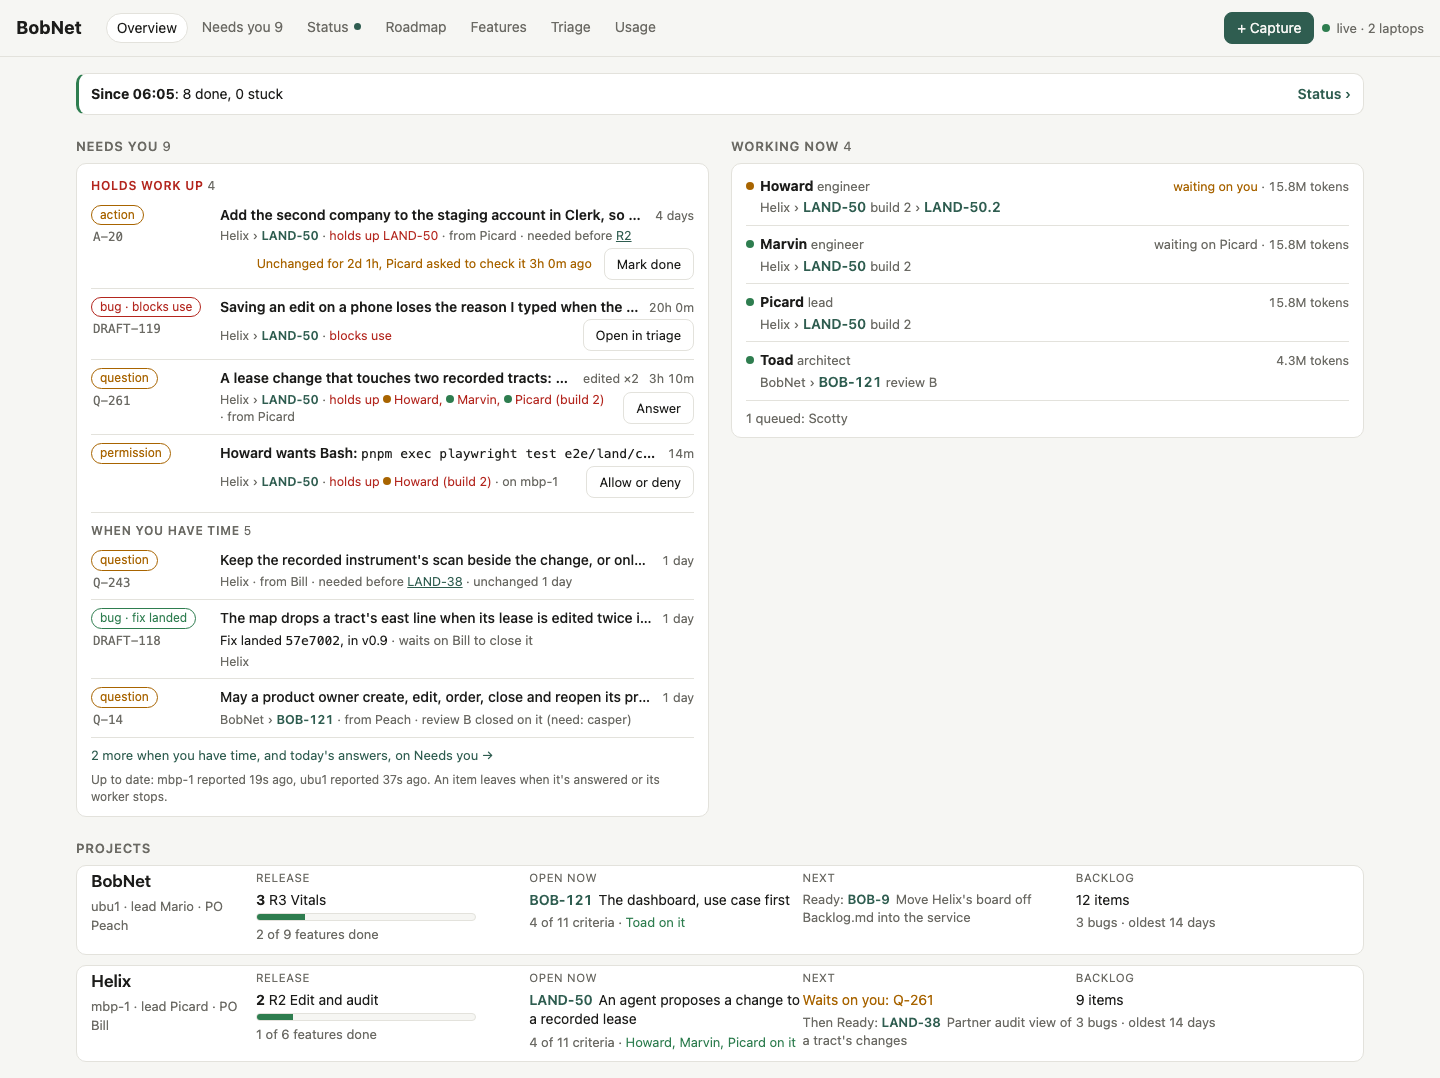 BobNet
Overview
Needs you 9
Status
Roadmap
Features
Triage
Usage
+ Capture
live · 2 laptops
Since 06:05: 8 done, 0 stuck
Status ›
NEEDS YOU 9
HOLDS WORK UP 4
action
A–20
Add the second company to the staging account in Clerk, so ...
4 days
Helix › LAND-50 · holds up LAND-50 · from Picard · needed before R2
Unchanged for 2d 1h, Picard asked to check it 3h 0m ago
Mark done
bug · blocks use
DRAFT–119
Saving an edit on a phone loses the reason I typed when the ...
20h 0m
Helix › LAND-50 · blocks use
Open in triage
question
Q–261
A lease change that touches two recorded tracts: ...
edited ×2
3h 10m
Helix › LAND-50 · holds up Howard, Marvin, Picard (build 2)
· from Picard
Answer
permission
Howard wants Bash: pnpm exec playwright test e2e/land/c...
14m
Helix › LAND-50 · holds up Howard (build 2) · on mbp-1
Allow or deny
WHEN YOU HAVE TIME 5
question
Q–243
Keep the recorded instrument's scan beside the change, or onl...
1 day
Helix · from Bill · needed before LAND-38 · unchanged 1 day
bug · fix landed
DRAFT–118
The map drops a tract's east line when its lease is edited twice i...
1 day
Fix landed 57e7002, in v0.9 · waits on Bill to close it
Helix
question
Q–14
May a product owner create, edit, order, close and reopen its pr...
1 day
BobNet › BOB-121 · from Peach · review B closed on it (need: casper)
2 more when you have time, and today's answers, on Needs you →
Up to date: mbp-1 reported 19s ago, ubu1 reported 37s ago. An item leaves when it's answered or its
worker stops.
WORKING NOW 4
Howard engineer
waiting on you · 15.8M tokens
Helix › LAND-50 build 2 › LAND-50.2
Marvin engineer
waiting on Picard · 15.8M tokens
Helix › LAND-50 build 2
Picard lead
15.8M tokens
Helix › LAND-50 build 2
Toad architect
4.3M tokens
BobNet › BOB-121 review B
1 queued: Scotty
PROJECTS
BobNet
ubu1 · lead Mario · PO
Peach
RELEASE
3 R3 Vitals
2 of 9 features done
OPEN NOW
BOB-121 The dashboard, use case first
4 of 11 criteria · Toad on it
NEXT
Ready: BOB-9 Move Helix's board off
Backlog.md into the service
BACKLOG
12 items
3 bugs · oldest 14 days
Helix
mbp-1 · lead Picard · PO
Bill
RELEASE
2 R2 Edit and audit
1 of 6 features done
OPEN NOW
LAND-50 An agent proposes a change to
a recorded lease
4 of 11 criteria · Howard, Marvin, Picard on it
NEXT
Waits on you: Q-261
Then Ready: LAND-38 Partner audit view of
a tract's changes
BACKLOG
9 items
3 bugs · oldest 14 days